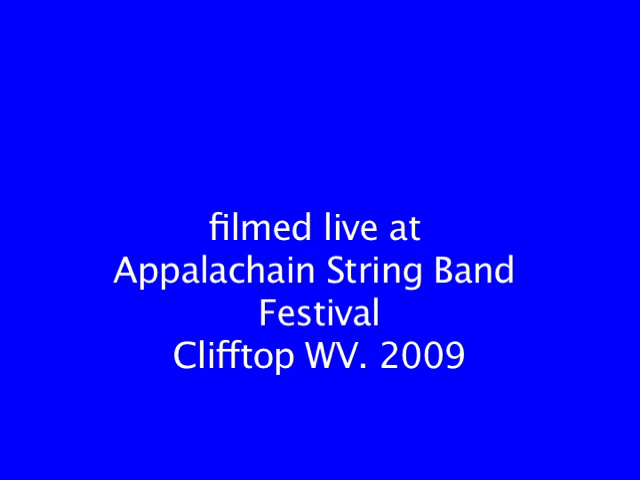 filmed live at
Appalachain String Band
Festival
Clifftop WV. 2009